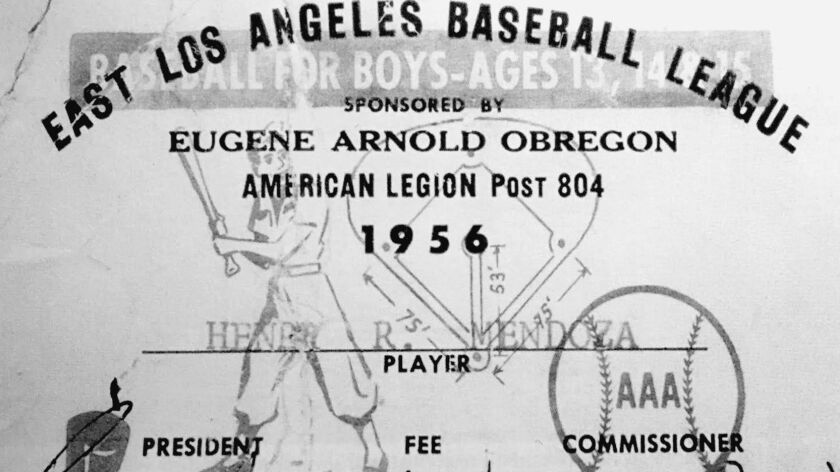 EAST LOS ANGELES BASEBALL LEAGUE
BASEBALL FOR BOYS-AGES 13, 14 & 15
SPONSORED BY
EUGENE ARNOLD OBREGON
AMERICAN LEGION POST 804
1956
53'
75'
75'
HENRY R. MENDOZA
PLAYER
AAA
PRESIDENT FEE COMMISSIONER